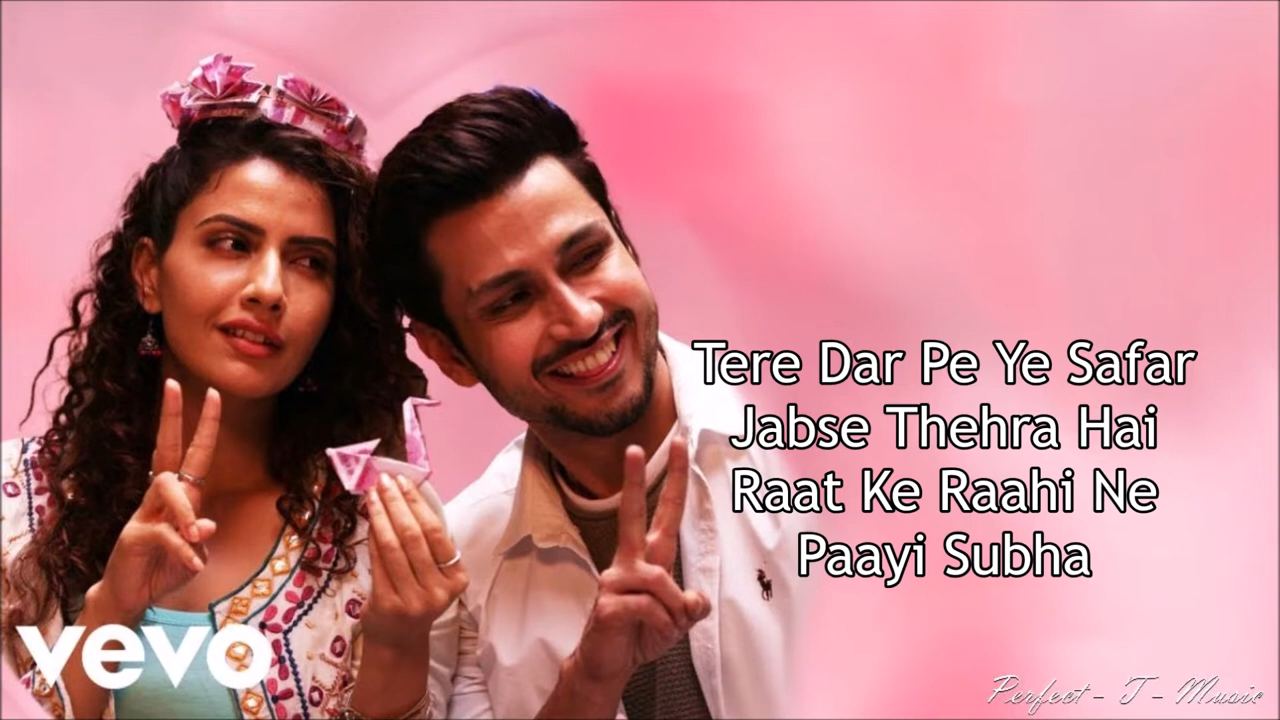 Tere Dar Pe Ye Safar
Jabse Thehra Hai
Raat Ke Raahi Ne
Paayi Subha
vevo
Perfect - T - Music